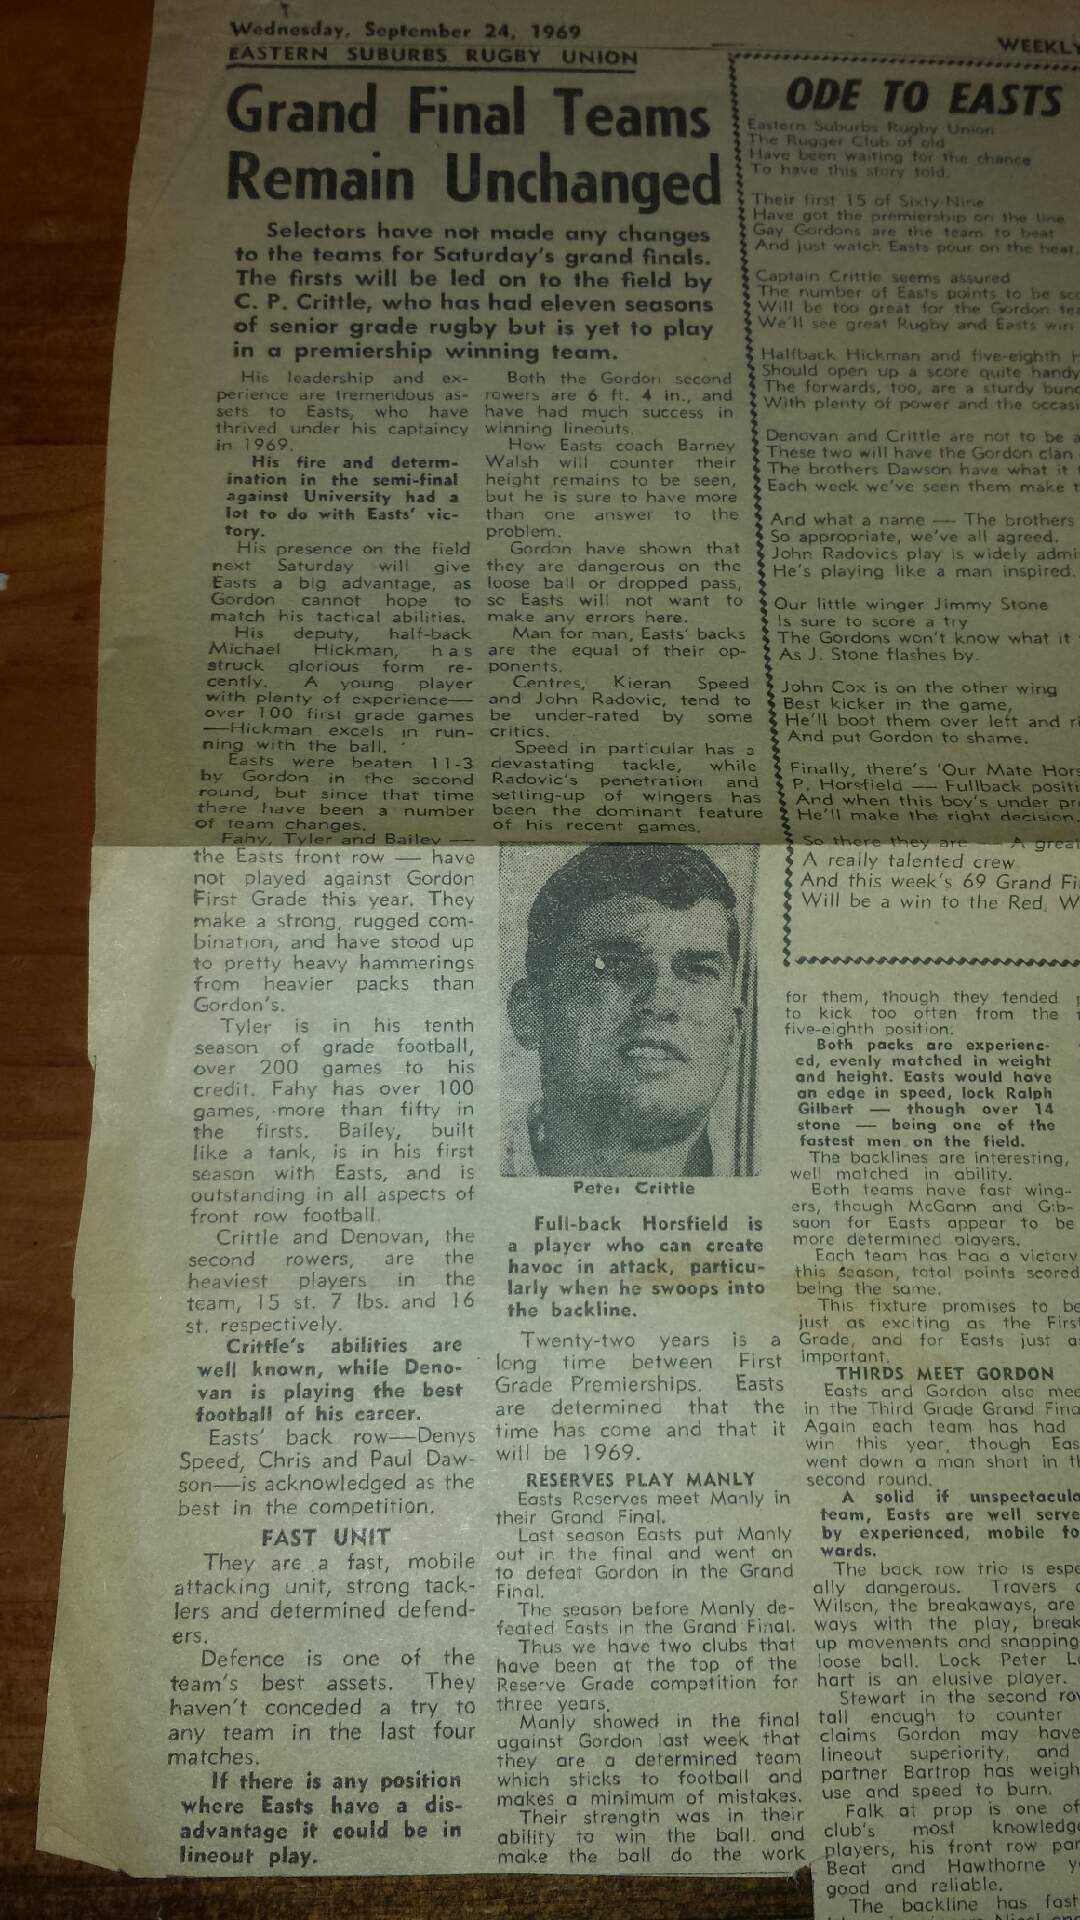 Wednesday, September 24, 1969
WEEKLY
EASTERN SUBURBS RUGBY UNION
Grand Final Teams
Remain Unchanged
Selectors have not made any changes
to the teams for Saturday's grand finals.
The firsts will be led on to the field by
C. P. Crittle, who has had eleven seasons
of senior grade rugby but is yet to play
in a premiership winning team.
His leadership and ex-
perience are tremendous as-
sets to Easts, who have
thrived under his captaincy
in 1969.
His fire and determ-
ination in the semi-final
against University had a
lot to do with Easts' vic-
tory.
His presence on the field
next Saturday will give
Easts a big advantage, as
Gordon cannot hope to
match his tactical abilities.
His deputy, half-back
Michael Hickman, has
struck glorious form re-
cently. A young player
with plenty of experience—
over 100 first grade games
—Hickman excels in run-
ning with the ball.
Easts were beaten 11-3
by Gordon in the second
round, but since that time
there have been a number
of team changes.
Fahy, Tyler and Bailey —
the Easts front row — have
not played against Gordon
First Grade this year. They
make a strong, rugged com-
bination, and have stood up
to pretty heavy hammerings
from heavier packs than
Gordon's.
Tyler is in his tenth
season of grade football,
over 200 games to his
credit. Fahy has over 100
games, more than fifty in
the firsts. Bailey, built
like a tank, is in his first
season with Easts, and is
outstanding in all aspects of
front row football.
Crittle and Denovan, the
second rowers, are the
heaviest players in the
team, 15 st. 7 lbs. and 16
st. respectively.
Crittle's abilities are
well known, while Deno-
van is playing the best
football of his career.
Easts' back row—Denys
Speed, Chris and Paul Daw-
son—is acknowledged as the
best in the competition.
FAST UNIT
They are a fast, mobile
attacking unit, strong tack-
lers and determined defend-
ers.
Defence is one of the
team's best assets. They
haven't conceded a try to
any team in the last four
matches.
If there is any position
where Easts have a dis-
advantage it could be in
lineout play.
Both the Gordon second
rowers are 6 ft. 4 in., and
have had much success in
winning lineouts.
How Easts coach Barney
Walsh will counter their
height remains to be seen,
but he is sure to have more
than one answer to the
problem.
Gordon have shown that
they are dangerous on the
loose ball or dropped pass,
so Easts will not want to
make any errors here.
Man for man, Easts' backs
are the equal of their op-
ponents.
Centres, Kieran Speed
and John Radovic, tend to
be under-rated by some
critics.
Speed in particular has a
devastating tackle, while
Radovic's penetration and
setting-up of wingers has
been the dominant feature
of his recent games.
Peter Crittle
Full-back Horsfield is
a player who can create
havoc in attack, particu-
larly when he swoops into
the backline.
Twenty-two years is a
long time between First
Grade Premierships. Easts
are determined that the
time has come and that it
will be 1969.
RESERVES PLAY MANLY
Easts Reserves meet Manly in
their Grand Final.
Last season Easts put Manly
out in the final and went on
to defeat Gordon in the Grand
Final.
The season before Manly de-
feated Easts in the Grand Final.
Thus we have two clubs that
have been at the top of the
Reserve Grade competition for
three years.
Manly showed in the final
against Gordon last week that
they are a determined team
which sticks to football and
makes a minimum of mistakes.
Their strength was in their
ability to win the ball and
make the ball do the work
ODE TO EASTS
Eastern Suburbs Rugby Union
The Rugger Club of old
Have been waiting for the chance
To have this story told.
Their first 15 of Sixty-Nine
Have got the premiership on the line
Gay Gordons are the team to beat
And just watch Easts pour on the heat.
Captain Crittle seems assured
The number of Easts points to be sco
Will be too great for the Gordon te
We'll see great Rugby and Easts win
Halfback Hickman and five-eighth H
Should open up a score quite handy
The forwards, too, are a sturdy bunc
With plenty of power and the occasi
Denovan and Crittle are not to be a
These two will have the Gordon clan
The brothers Dawson have what it t
Each week we've seen them make t
And what a name — The brothers
So appropriate, we've all agreed.
John Radovics play is widely admi
He's playing like a man inspired.
Our little winger Jimmy Stone
Is sure to score a try
The Gordons won't know what it
As J. Stone flashes by.
John Cox is on the other wing
Best kicker in the game,
He'll boot them over left and ri
And put Gordon to shame.
Finally, there's 'Our Mate Hors
P. Horsfield — Fullback positi
And when this boy's under pr
He'll make the right decision.
So there they are — A great
A really talented crew
And this week's 69 Grand Fi
Will be a win to the Red, W
for them, though they tended
to kick too often from the
five-eighth position.
Both packs are experienc-
ed, evenly matched in weight
and height. Easts would have
an edge in speed, lock Ralph
Gilbert — though over 14
stone — being one of the
fastest men on the field.
The backlines are interesting,
well matched in ability.
Both teams have fast wing-
ers, though McGann and Gib-
saon for Easts appear to be
more determined players.
Each team has had a victory
this season, total points scored
being the same.
This fixture promises to be
just as exciting as the First
Grade, and for Easts just a
important.
THIRDS MEET GORDON
Easts and Gordon also mee
in the Third Grade Grand Fina
Again each team has had
win this year, though Eas
went down a man short in th
second round.
A solid if unspectacula
team, Easts are well serve
by experienced, mobile fo
wards.
The back row trio is espe
ally dangerous. Travers
Wilson, the breakaways, are
ways with the play, break
up movements and snapping
loose ball. Lock Peter L
hart is an elusive player.
Stewart in the second row
tall enough to counter
claims Gordon may have
lineout superiority, and
partner Bartrop has weigh
use and speed to burn.
Falk at prop is one of
club's most knowledge
players, his front row par
Beat and Hawthorne
good and reliable.
The backline has fast